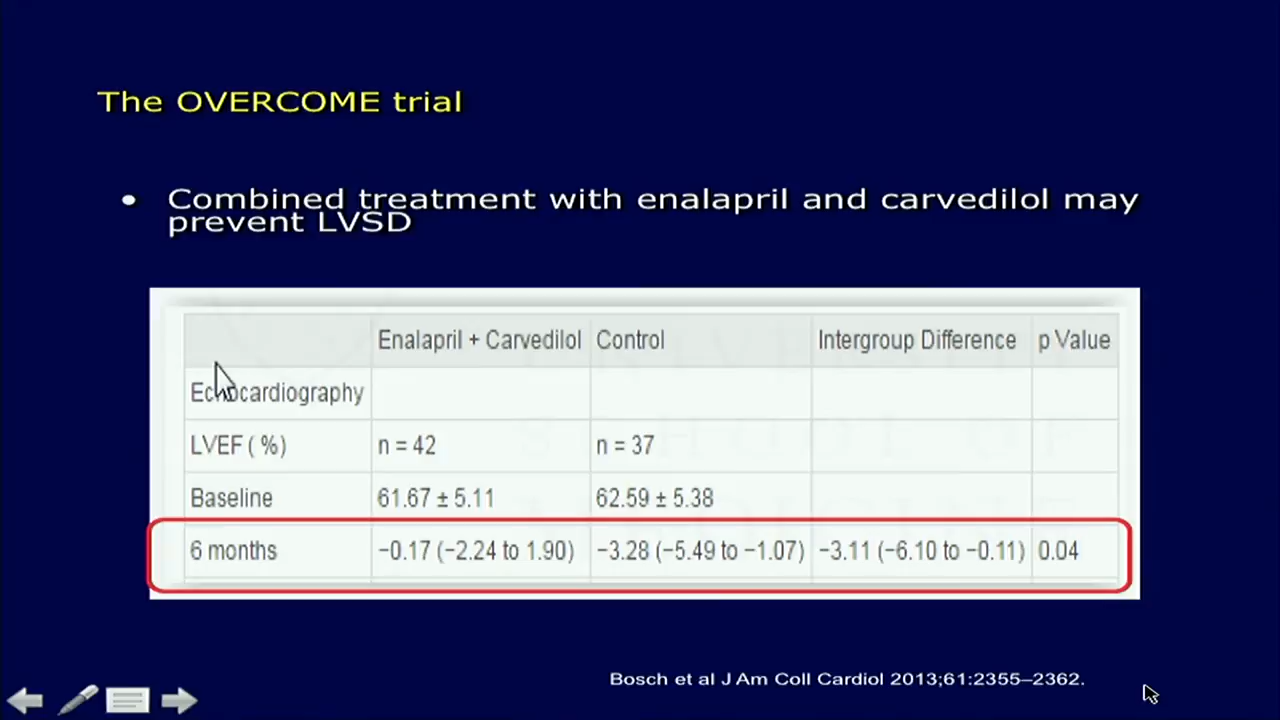 The OVERCOME trial
• Combined treatment with enalapril and carvedilol may
prevent LVSD
Enalapril + Carvedilol Control Intergroup Difference p Value
Echocardiography
LVEF ( %) n = 42 n = 37
Baseline 61.67 ± 5.11 62.59 ± 5.38
6 months −0.17 (−2.24 to 1.90) −3.28 (−5.49 to −1.07) −3.11 (−6.10 to −0.11) 0.04
Bosch et al J Am Coll Cardiol 2013;61:2355–2362.